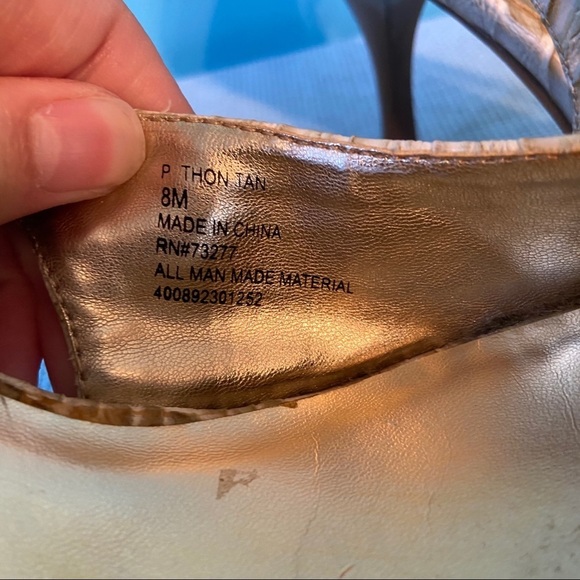 P THON TAN
8M
MADE IN CHINA
RN#73277
ALL MAN MADE MATERIAL
400892301252